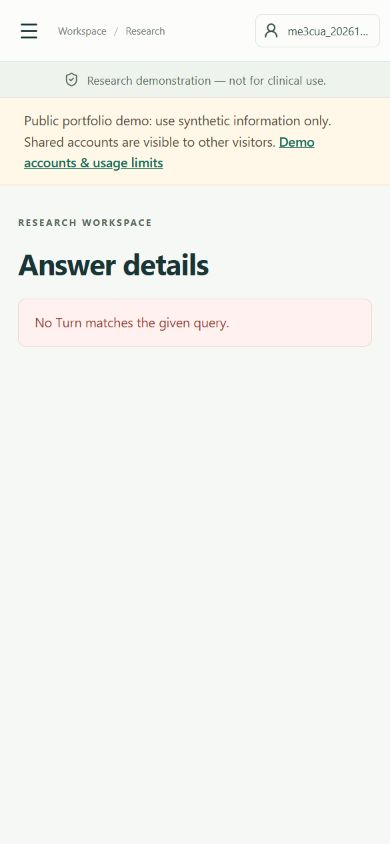 Workspace / Research
me3cua_20261...
Research demonstration — not for clinical use.
Public portfolio demo: use synthetic information only.
Shared accounts are visible to other visitors. Demo
accounts & usage limits
RESEARCH WORKSPACE
Answer details
No Turn matches the given query.